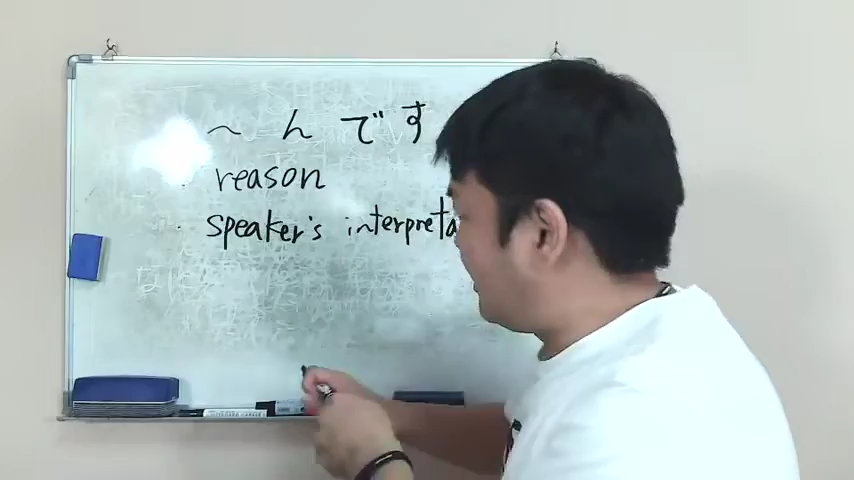 ～んです
reason
speaker's